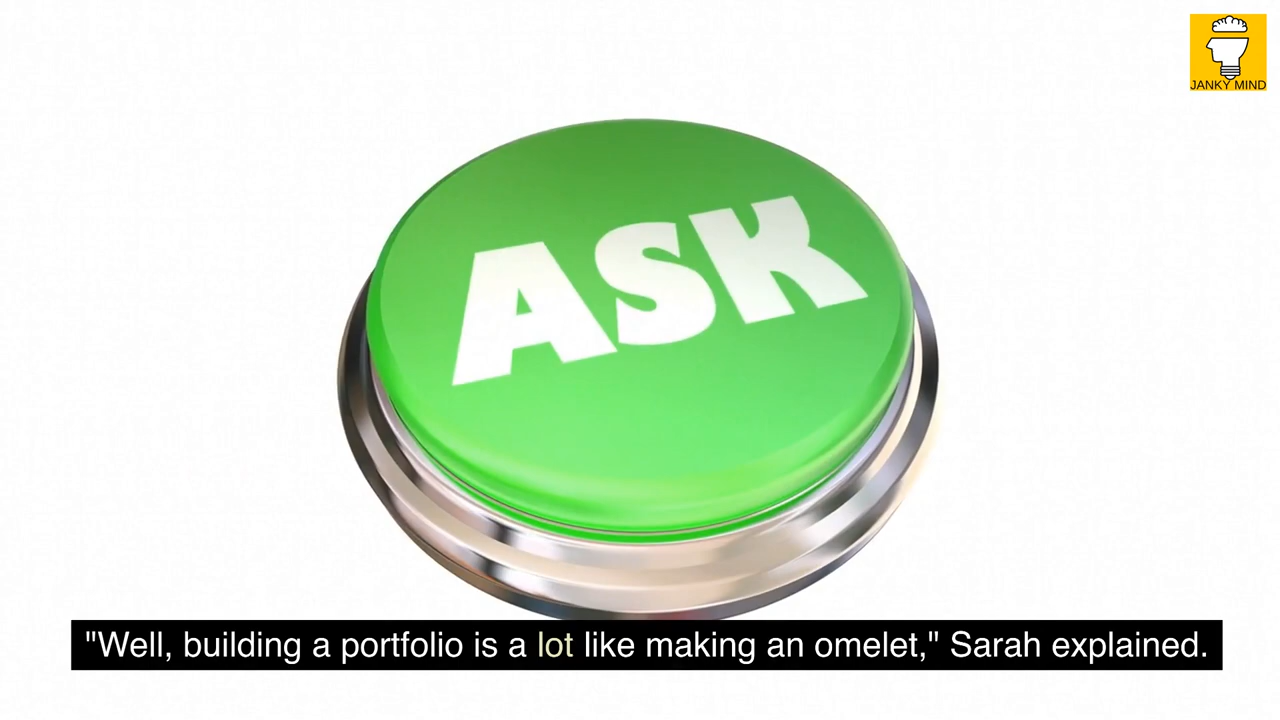 JANKY MIND
ASK
"Well, building a portfolio is a lot like making an omelet," Sarah explained.